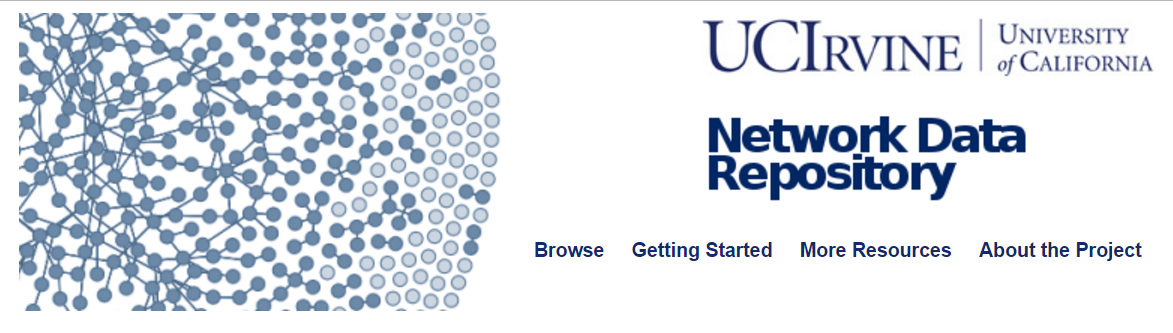 UCIRVINE
UNIVERSITY
of CALIFORNIA
Network Data
Repository
Browse Getting Started More Resources About the Project